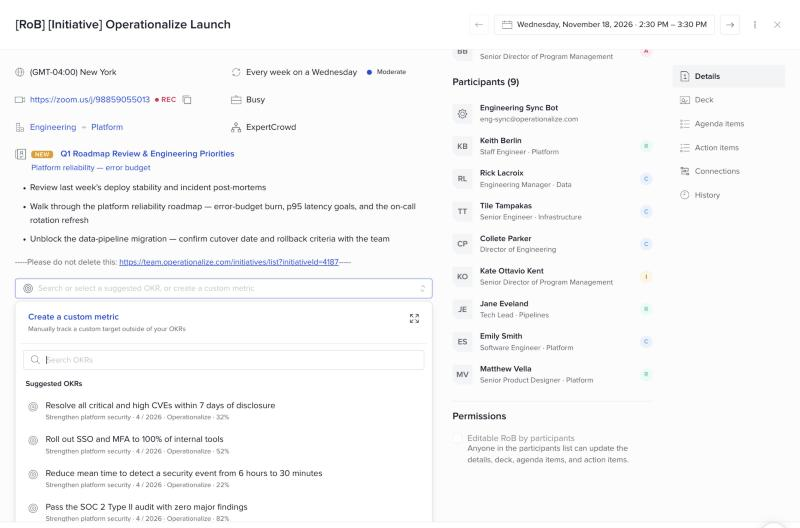 [RoB] [Initiative] Operationalize Launch
Wednesday, November 18, 2026 · 2:30 PM – 3:30 PM
(GMT-04:00) New York
Every week on a Wednesday
Moderate
https://zoom.us/j/98859055013
REC
Busy
Engineering – Platform
ExpertCrowd
NEW
Q1 Roadmap Review & Engineering Priorities
Platform reliability — error budget
• Review last week's deploy stability and incident post-mortems
• Walk through the platform reliability roadmap — error-budget burn, p95 latency goals, and the on-call
rotation refresh
• Unblock the data-pipeline migration — confirm cutover date and rollback criteria with the team
-----Please do not delete this: https://team.operationalize.com/initiatives/list?initiativeId=4187-----
Search or select a suggested OKR, or create a custom metric
Create a custom metric
Manually track a custom target outside of your OKRs
Search OKRs
Suggested OKRs
Resolve all critical and high CVEs within 7 days of disclosure
Strengthen platform security · 4 / 2026 · Operationalize · 32%
Roll out SSO and MFA to 100% of internal tools
Strengthen platform security · 4 / 2026 · Operationalize · 52%
Reduce mean time to detect a security event from 6 hours to 30 minutes
Strengthen platform security · 4 / 2026 · Operationalize · 22%
Pass the SOC 2 Type II audit with zero major findings
Strengthen platform security · 4 / 2026 · Operationalize · 82%
BB
Senior Director of Program Management
A
Participants (9)
Engineering Sync Bot
eng-sync@operationalize.com
KB
Keith Berlin
Staff Engineer · Platform
R
RL
Rick Lacroix
Engineering Manager · Data
C
TT
Tile Tampakas
Senior Engineer · Infrastructure
C
CP
Collete Parker
Director of Engineering
C
KO
Kate Ottavio Kent
Senior Director of Program Management
I
JE
Jane Eveland
Tech Lead · Pipelines
R
ES
Emily Smith
Software Engineer · Platform
C
MV
Matthew Vella
Senior Product Designer · Platform
R
Permissions
Editable RoB by participants
Anyone in the participants list can update the
details, deck, agenda items, and action items.
Details
Deck
Agenda items
Action items
Connections
History